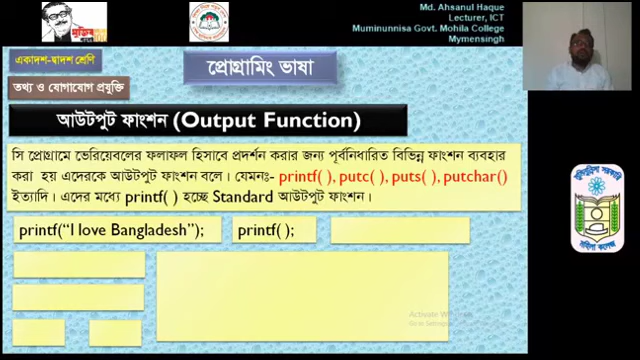 Md. Ahsanul Haque
Lecturer, ICT
Muminunnisa Govt. Mohila College
Mymensingh
একাদশ-দ্বাদশ শ্রেণি
প্রোগ্রামিং ভাষা
তথ্য ও যোগাযোগ প্রযুক্তি
আউটপুট ফাংশন (Output Function)
সি প্রোগ্রামে ভেরিয়েবলের ফলাফল হিসাবে প্রদর্শন করার জন্য পূর্বনিধারিত বিভিন্ন ফাংশন ব্যবহার
করা হয় এদেরকে আউটপুট ফাংশন বলে। যেমনঃ- printf( ), putc( ), puts( ), putchar()
ইত্যাদি। এদের মধ্যে printf( ) হচ্ছে Standard আউটপুট ফাংশন।
printf(“I love Bangladesh”);
printf( );
Activate